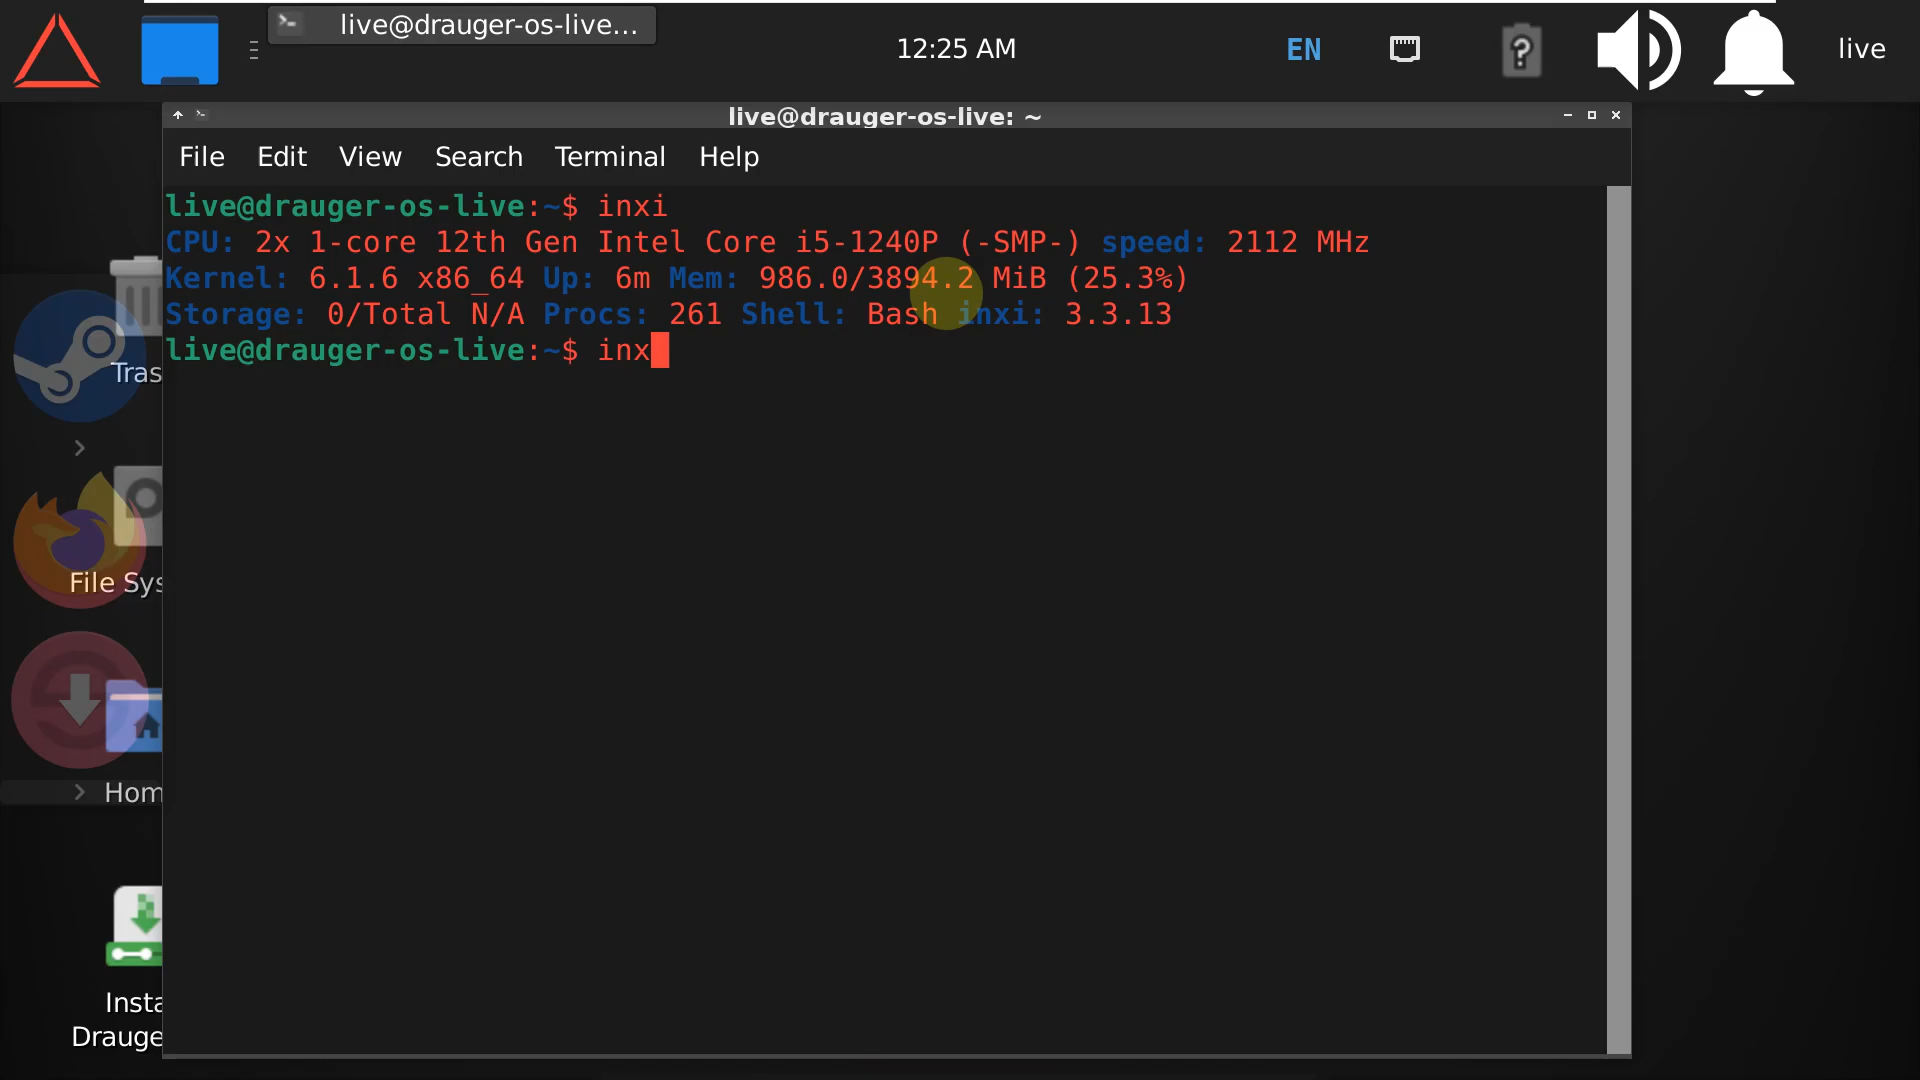 live@drauger-os-live...
12:25 AM
EN
live
live@drauger-os-live: ~
File Edit View Search Terminal Help
live@drauger-os-live:~$ inxi
CPU: 2x 1-core 12th Gen Intel Core i5-1240P (-SMP-) speed: 2112 MHz
Kernel: 6.1.6 x86_64 Up: 6m Mem: 986.0/3894.2 MiB (25.3%)
Storage: 0/Total N/A Procs: 261 Shell: Bash inxi: 3.3.13
live@drauger-os-live:~$ inx
Tras
File Sys
Hom
Insta
Drauge